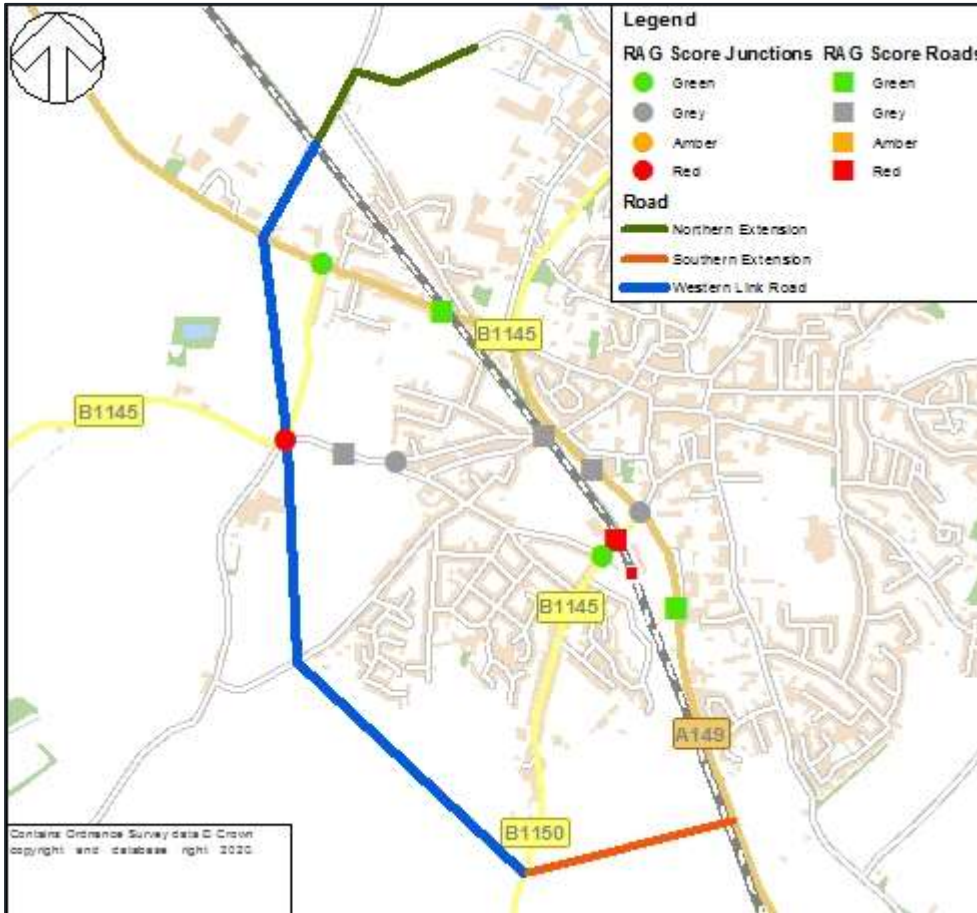 Legend
RAG Score Junctions RAG Score Roads
Green Green
Grey Grey
Amber Amber
Red Red
Road
Northern Extension
Southern Extension
Western Link Road
B1145
B1145
B1145
A149
B1150
Contains Ordnance Survey data © Crown
copyright and database right 2020.